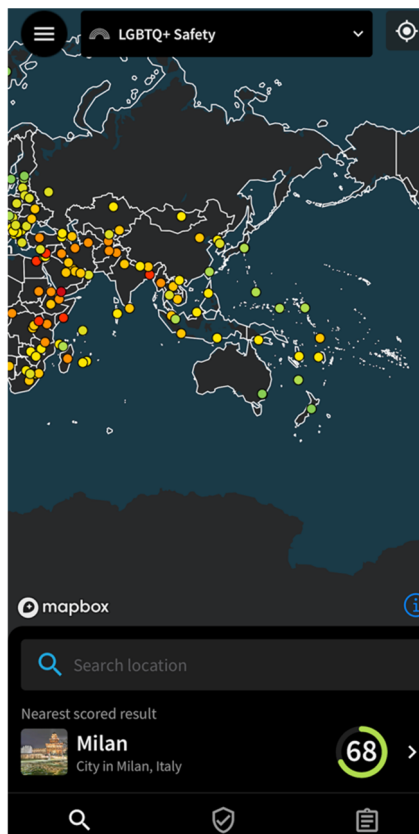 LGBTQ+ Safety
mapbox
Search location
Nearest scored result
Milan
City in Milan, Italy
68